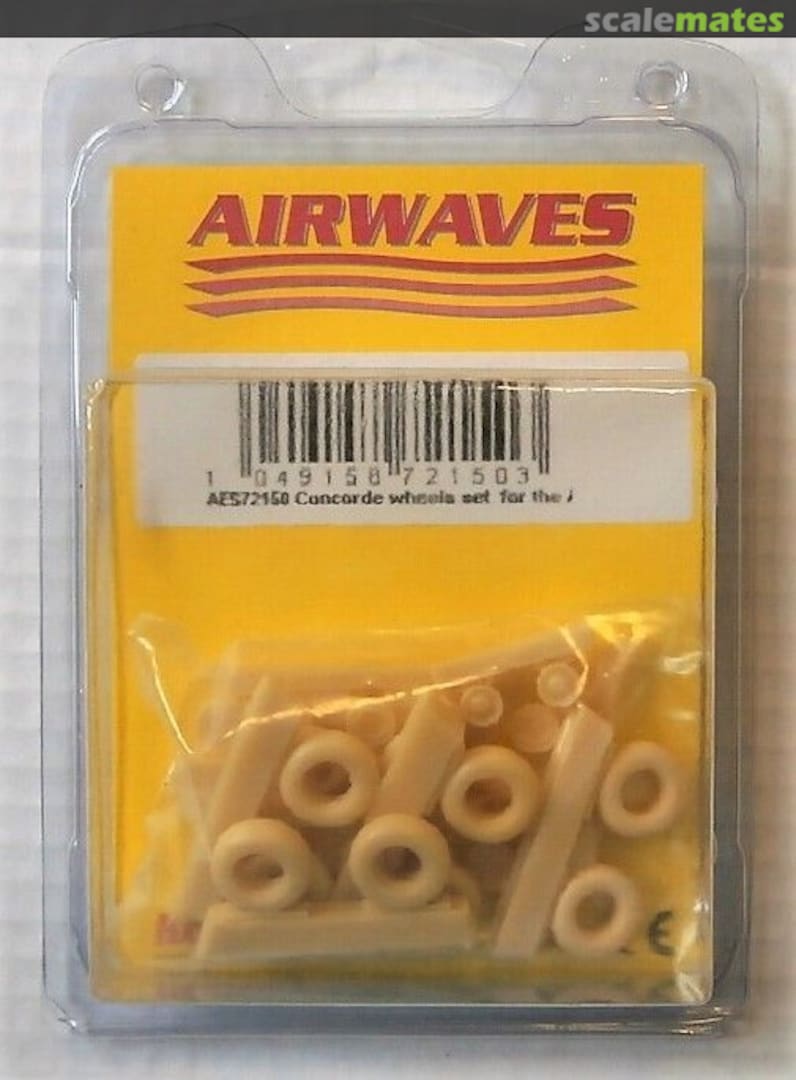 scalemates
AIRWAVES
1 049158 721503
AES72150 Concorde wheels set for the